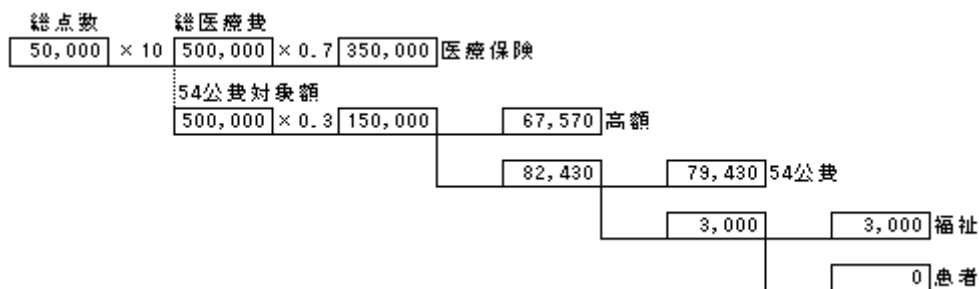 総点数 総医療費
50,000 × 10 500,000 × 0.7 350,000 医療保険
54公費対象額
500,000 × 0.3 150,000 67,570 高額
82,430 79,430 54公費
3,000 3,000 福祉
0 患者